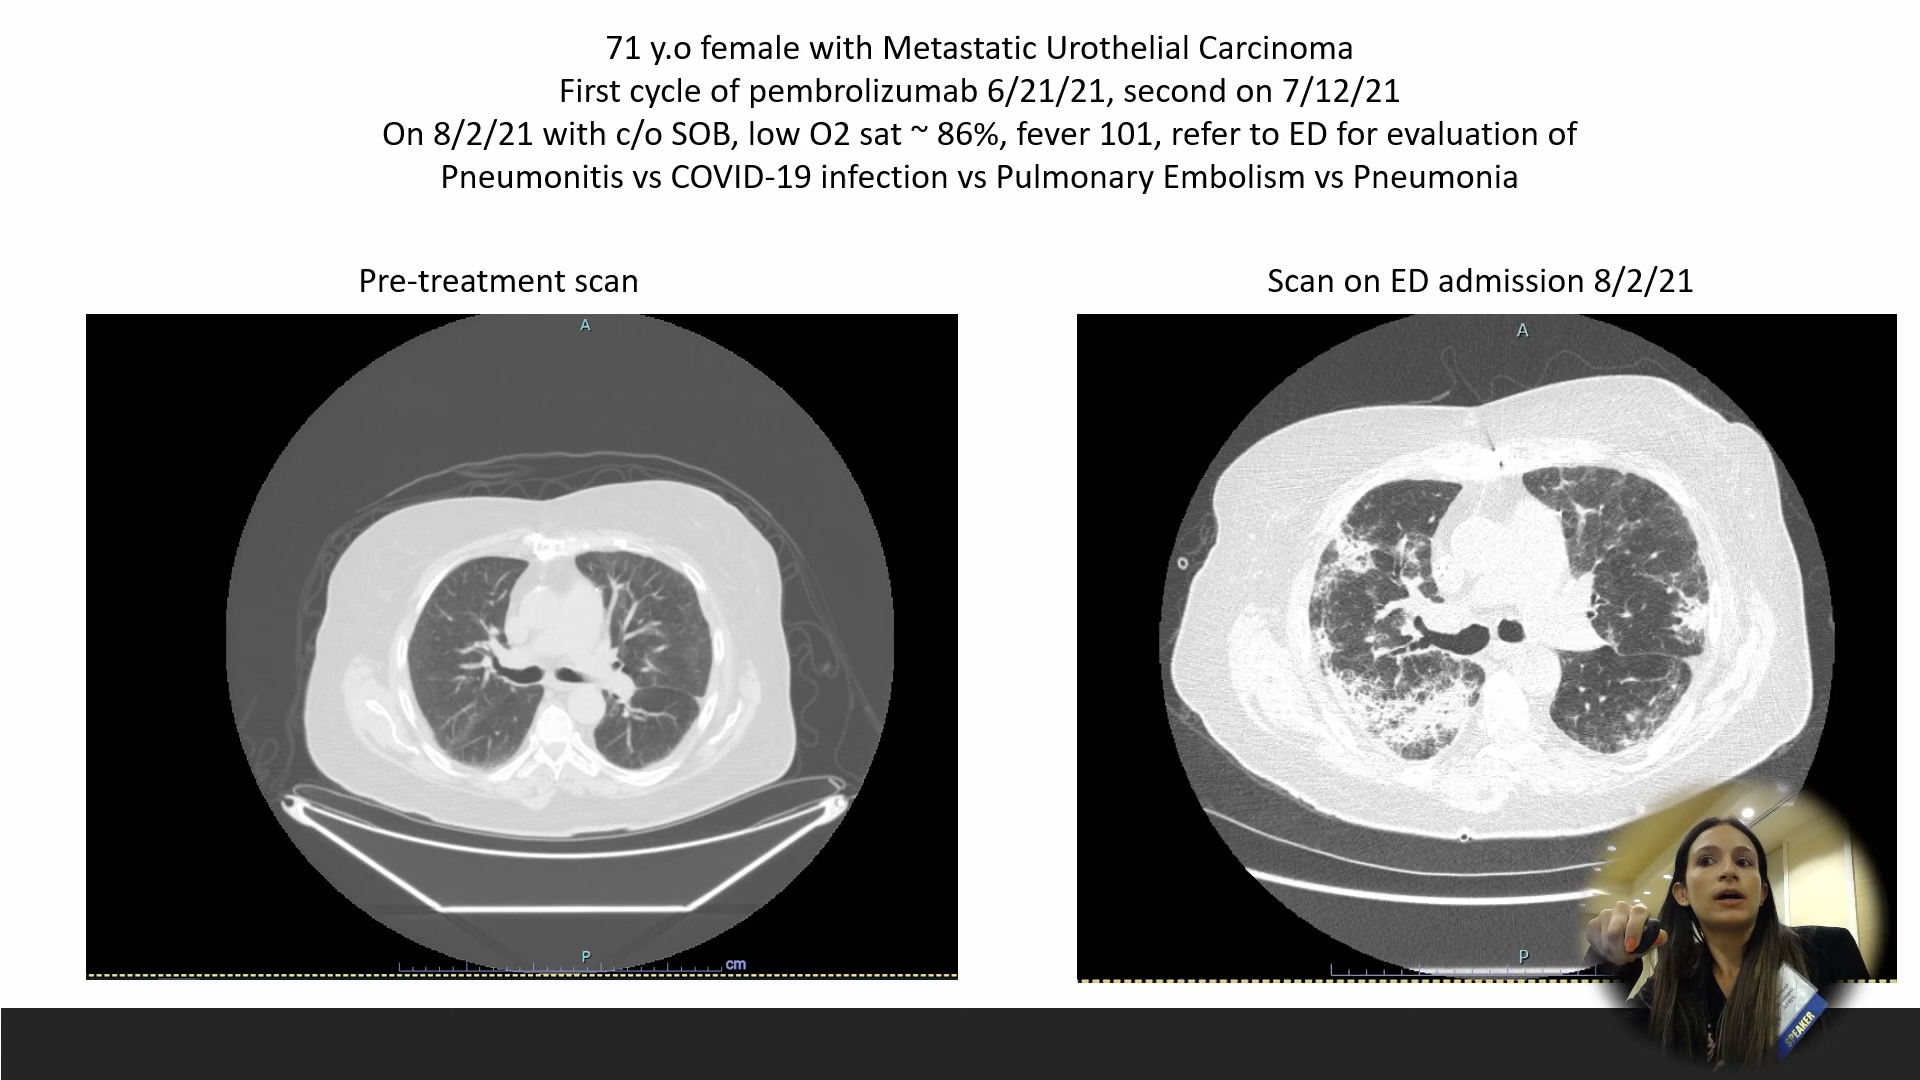 71 y.o female with Metastatic Urothelial Carcinoma
First cycle of pembrolizumab 6/21/21, second on 7/12/21
On 8/2/21 with c/o SOB, low O2 sat ~ 86%, fever 101, refer to ED for evaluation of
Pneumonitis vs COVID-19 infection vs Pulmonary Embolism vs Pneumonia
Pre-treatment scan
Scan on ED admission 8/2/21
A
A
P
cm
P
SPEAKER